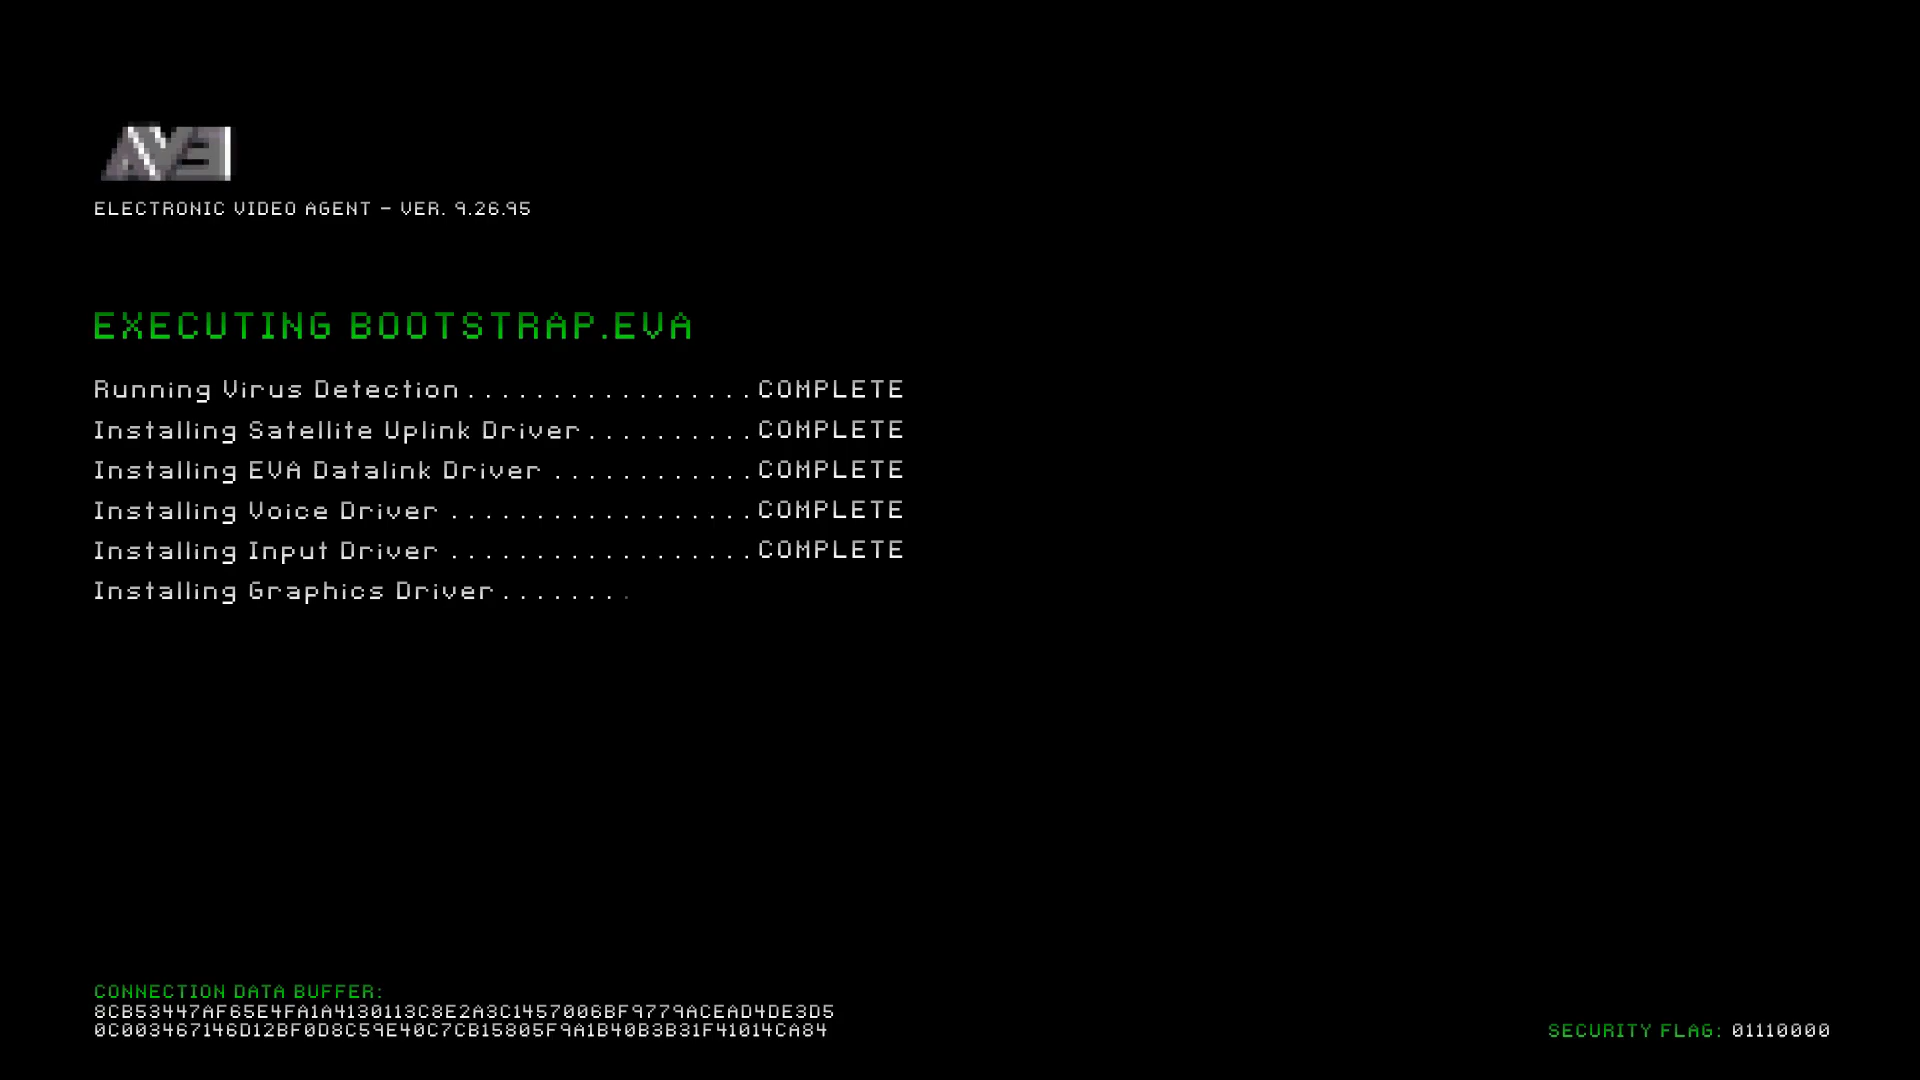 EVA
ELECTRONIC VIDEO AGENT - VER. 9.26.95
EXECUTING BOOTSTRAP.EVA
Running Virus Detection.................COMPLETE
Installing Satellite Uplink Driver..........COMPLETE
Installing EVA Datalink Driver ............COMPLETE
Installing Voice Driver ..................COMPLETE
Installing Input Driver ..................COMPLETE
Installing Graphics Driver........
CONNECTION DATA BUFFER:
8CB53447AF65E4FA1A4130113C8E2A3C1457006BF9779ACEAD4DE3D5
0C003467146D12BF0D8C59E40C7CB15805F9A1B40B3B31F41014CA84
SECURITY FLAG: 01110000